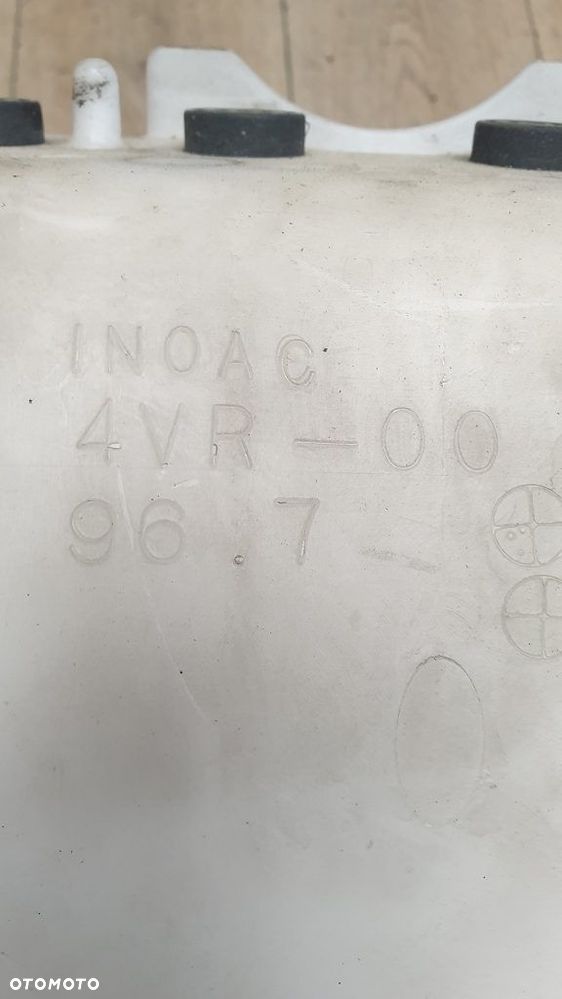 INOAC
4VR-00
96.7
OTOMOTO